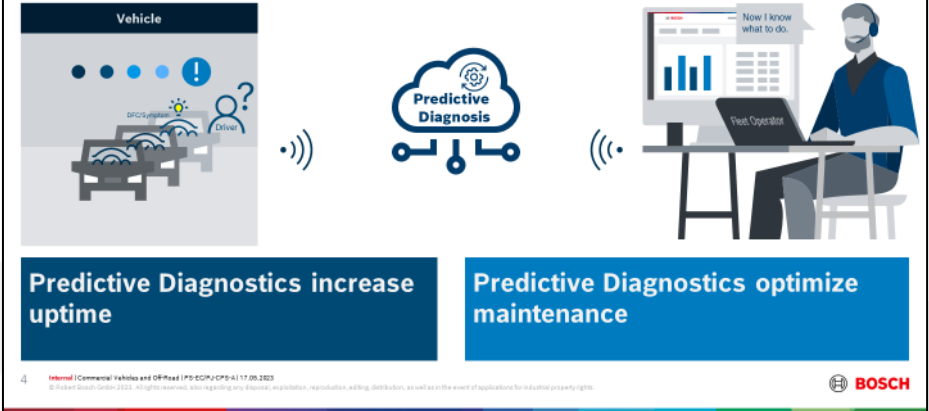 Vehicle
Now I know
what to do.
BOSCH
!
?
DFC/Symptom
Driver
Predictive
Diagnosis
Fleet Operator
Predictive Diagnostics increase
uptime
Predictive Diagnostics optimize
maintenance
4
Internal | Commercial Vehicles and Off-Road | PS-EC/PJ-CPS-A | 17.05.2023
© Robert Bosch GmbH 2023. All rights reserved, also regarding any disposal, exploitation, reproduction, editing, distribution, as well as in the event of applications for industrial property rights.
BOSCH